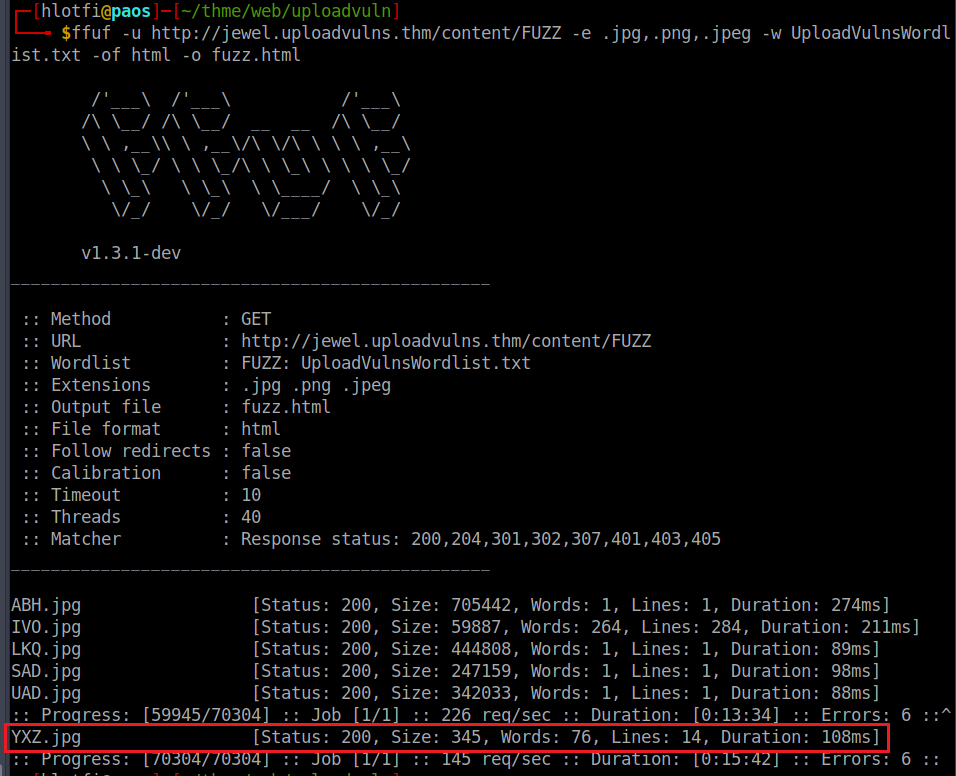 ┌─[hlotfi@paos]─[~/thme/web/uploadvuln]
└──╼ $ffuf -u http://jewel.uploadvulns.thm/content/FUZZ -e .jpg,.png,.jpeg -w UploadVulnsWordl
ist.txt -of html -o fuzz.html
        /'___\  /'___\           /'___\
       /\ \__/ /\ \__/  __  __  /\ \__/
       \ \ ,__\\ \ ,__\/\ \/\ \ \ \ ,__\
        \ \ \_/ \ \ \_/\ \ \_\ \ \ \ \_/
         \ \_\   \ \_\  \ \____/  \ \_\
          \/_/    \/_/   \/___/    \/_/
       v1.3.1-dev
________________________________________________
 :: Method           : GET
 :: URL              : http://jewel.uploadvulns.thm/content/FUZZ
 :: Wordlist         : FUZZ: UploadVulnsWordlist.txt
 :: Extensions       : .jpg .png .jpeg
 :: Output file      : fuzz.html
 :: File format      : html
 :: Follow redirects : false
 :: Calibration      : false
 :: Timeout          : 10
 :: Threads          : 40
 :: Matcher          : Response status: 200,204,301,302,307,401,403,405
________________________________________________
ABH.jpg                 [Status: 200, Size: 705442, Words: 1, Lines: 1, Duration: 274ms]
IVO.jpg                 [Status: 200, Size: 59887, Words: 264, Lines: 284, Duration: 211ms]
LKQ.jpg                 [Status: 200, Size: 444808, Words: 1, Lines: 1, Duration: 89ms]
SAD.jpg                 [Status: 200, Size: 247159, Words: 1, Lines: 1, Duration: 98ms]
UAD.jpg                 [Status: 200, Size: 342033, Words: 1, Lines: 1, Duration: 88ms]
:: Progress: [59945/70304] :: Job [1/1] :: 226 req/sec :: Duration: [0:13:34] :: Errors: 6 ::^
YXZ.jpg                 [Status: 200, Size: 345, Words: 76, Lines: 14, Duration: 108ms]
:: Progress: [70304/70304] :: Job [1/1] :: 145 req/sec :: Duration: [0:15:42] :: Errors: 6 ::